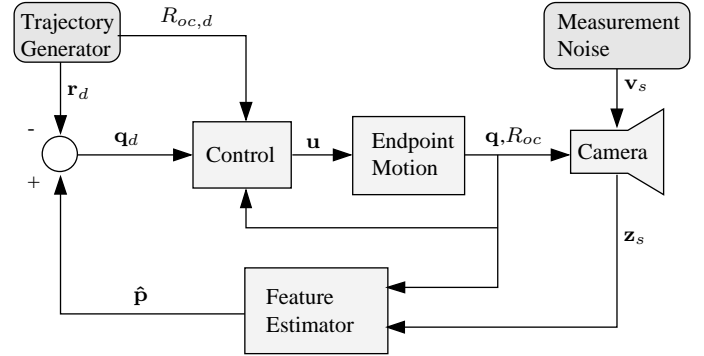 Trajectory
Generator
R_{oc,d}
Measurement
Noise
r_d
v_s
-
q_d
Control
u
Endpoint
Motion
q,R_{oc}
Camera
+
z_s
p̂
Feature
Estimator